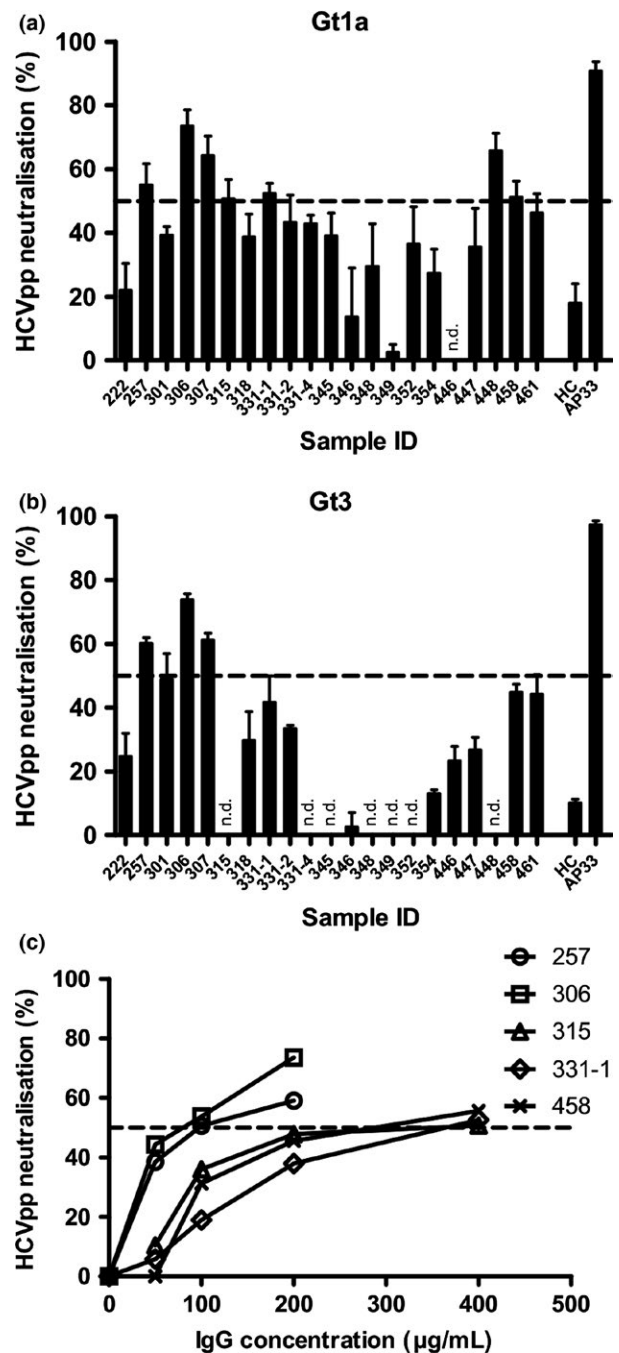 (a) Gt1a
HCVpp neutralisation (%)
100
80
60
40
20
0
n.d.
222 257 301 306 307 315 318 331-1 331-2 331-4 345 346 348 349 352 354 446 447 448 458 461 HC AP33
Sample ID
(b) Gt3
HCVpp neutralisation (%)
100
80
60
40
20
0
n.d. n.d. n.d. n.d. n.d. n.d. n.d.
222 257 301 306 307 315 318 331-1 331-2 331-4 345 346 348 349 352 354 446 447 448 458 461 HC AP33
Sample ID
(c)
HCVpp neutralisation (%)
100
80
60
40
20
0
257
306
315
331-1
458
0 100 200 300 400 500
IgG concentration (µg/mL)